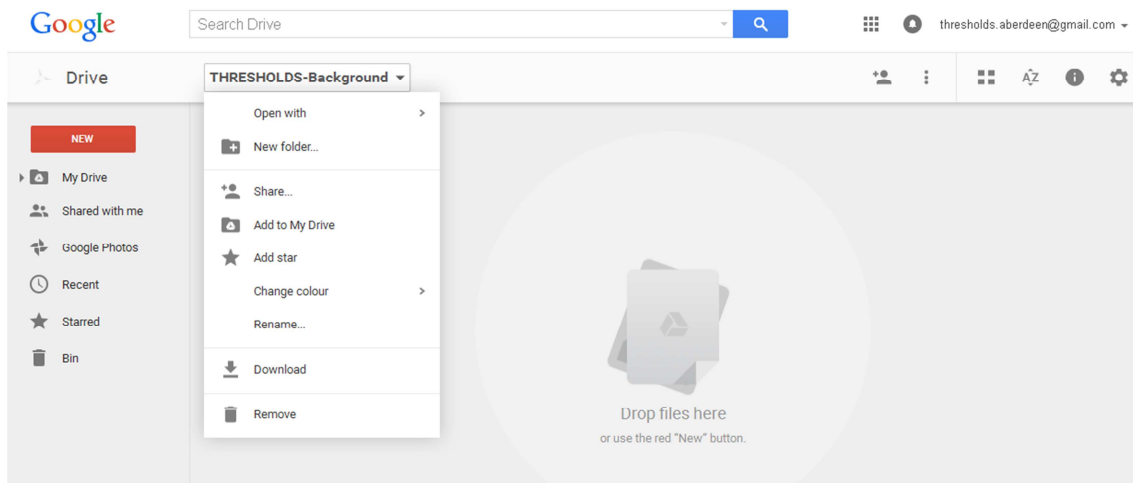 Google
Search Drive
thresholds.aberdeen@gmail.com
Drive
THRESHOLDS-Background
AZ
NEW
My Drive
Shared with me
Google Photos
Recent
Starred
Bin
Open with
New folder...
Share...
Add to My Drive
Add star
Change colour
Rename...
Download
Remove
Drop files here
or use the red "New" button.